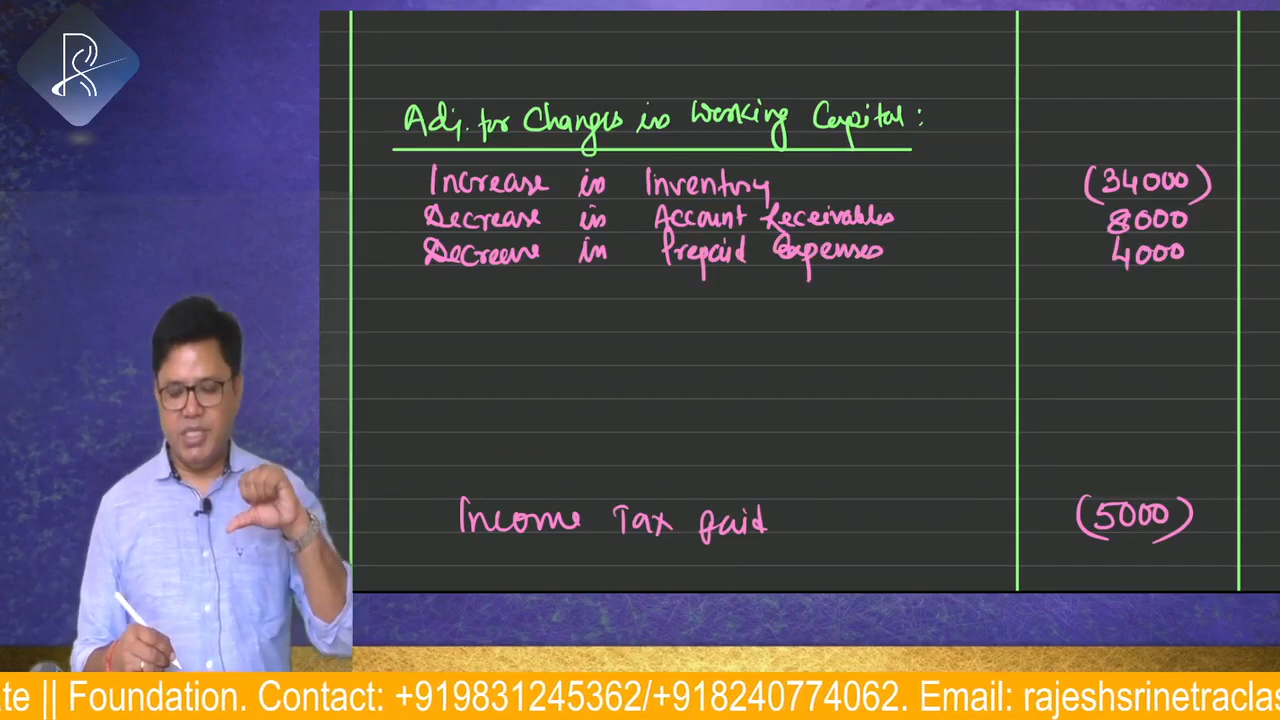 Adj. for Changes in Working Capital:
Increase in Inventory (34000)
Decrease in Account Receivables 8000
Decrease in Prepaid Expenses 4000
Income Tax paid (5000)
te || Foundation. Contact: +919831245362/+918240774062. Email: rajeshsrinetraclas